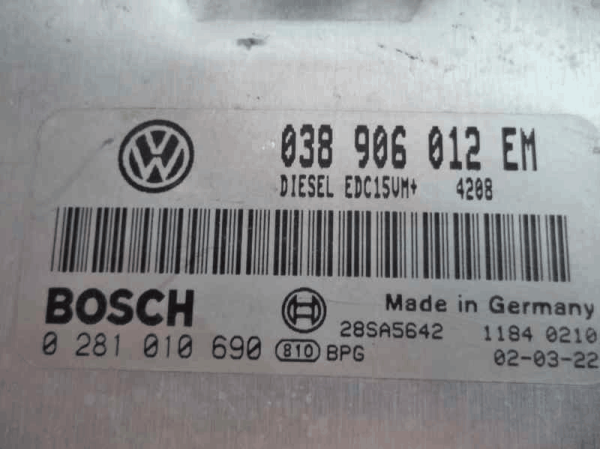 038 906 012 EM
DIESEL EDC15VM+ 4208
BOSCH
Made in Germany
28SA5642 1184 0210
0 281 010 690 810 BPG 02-03-22